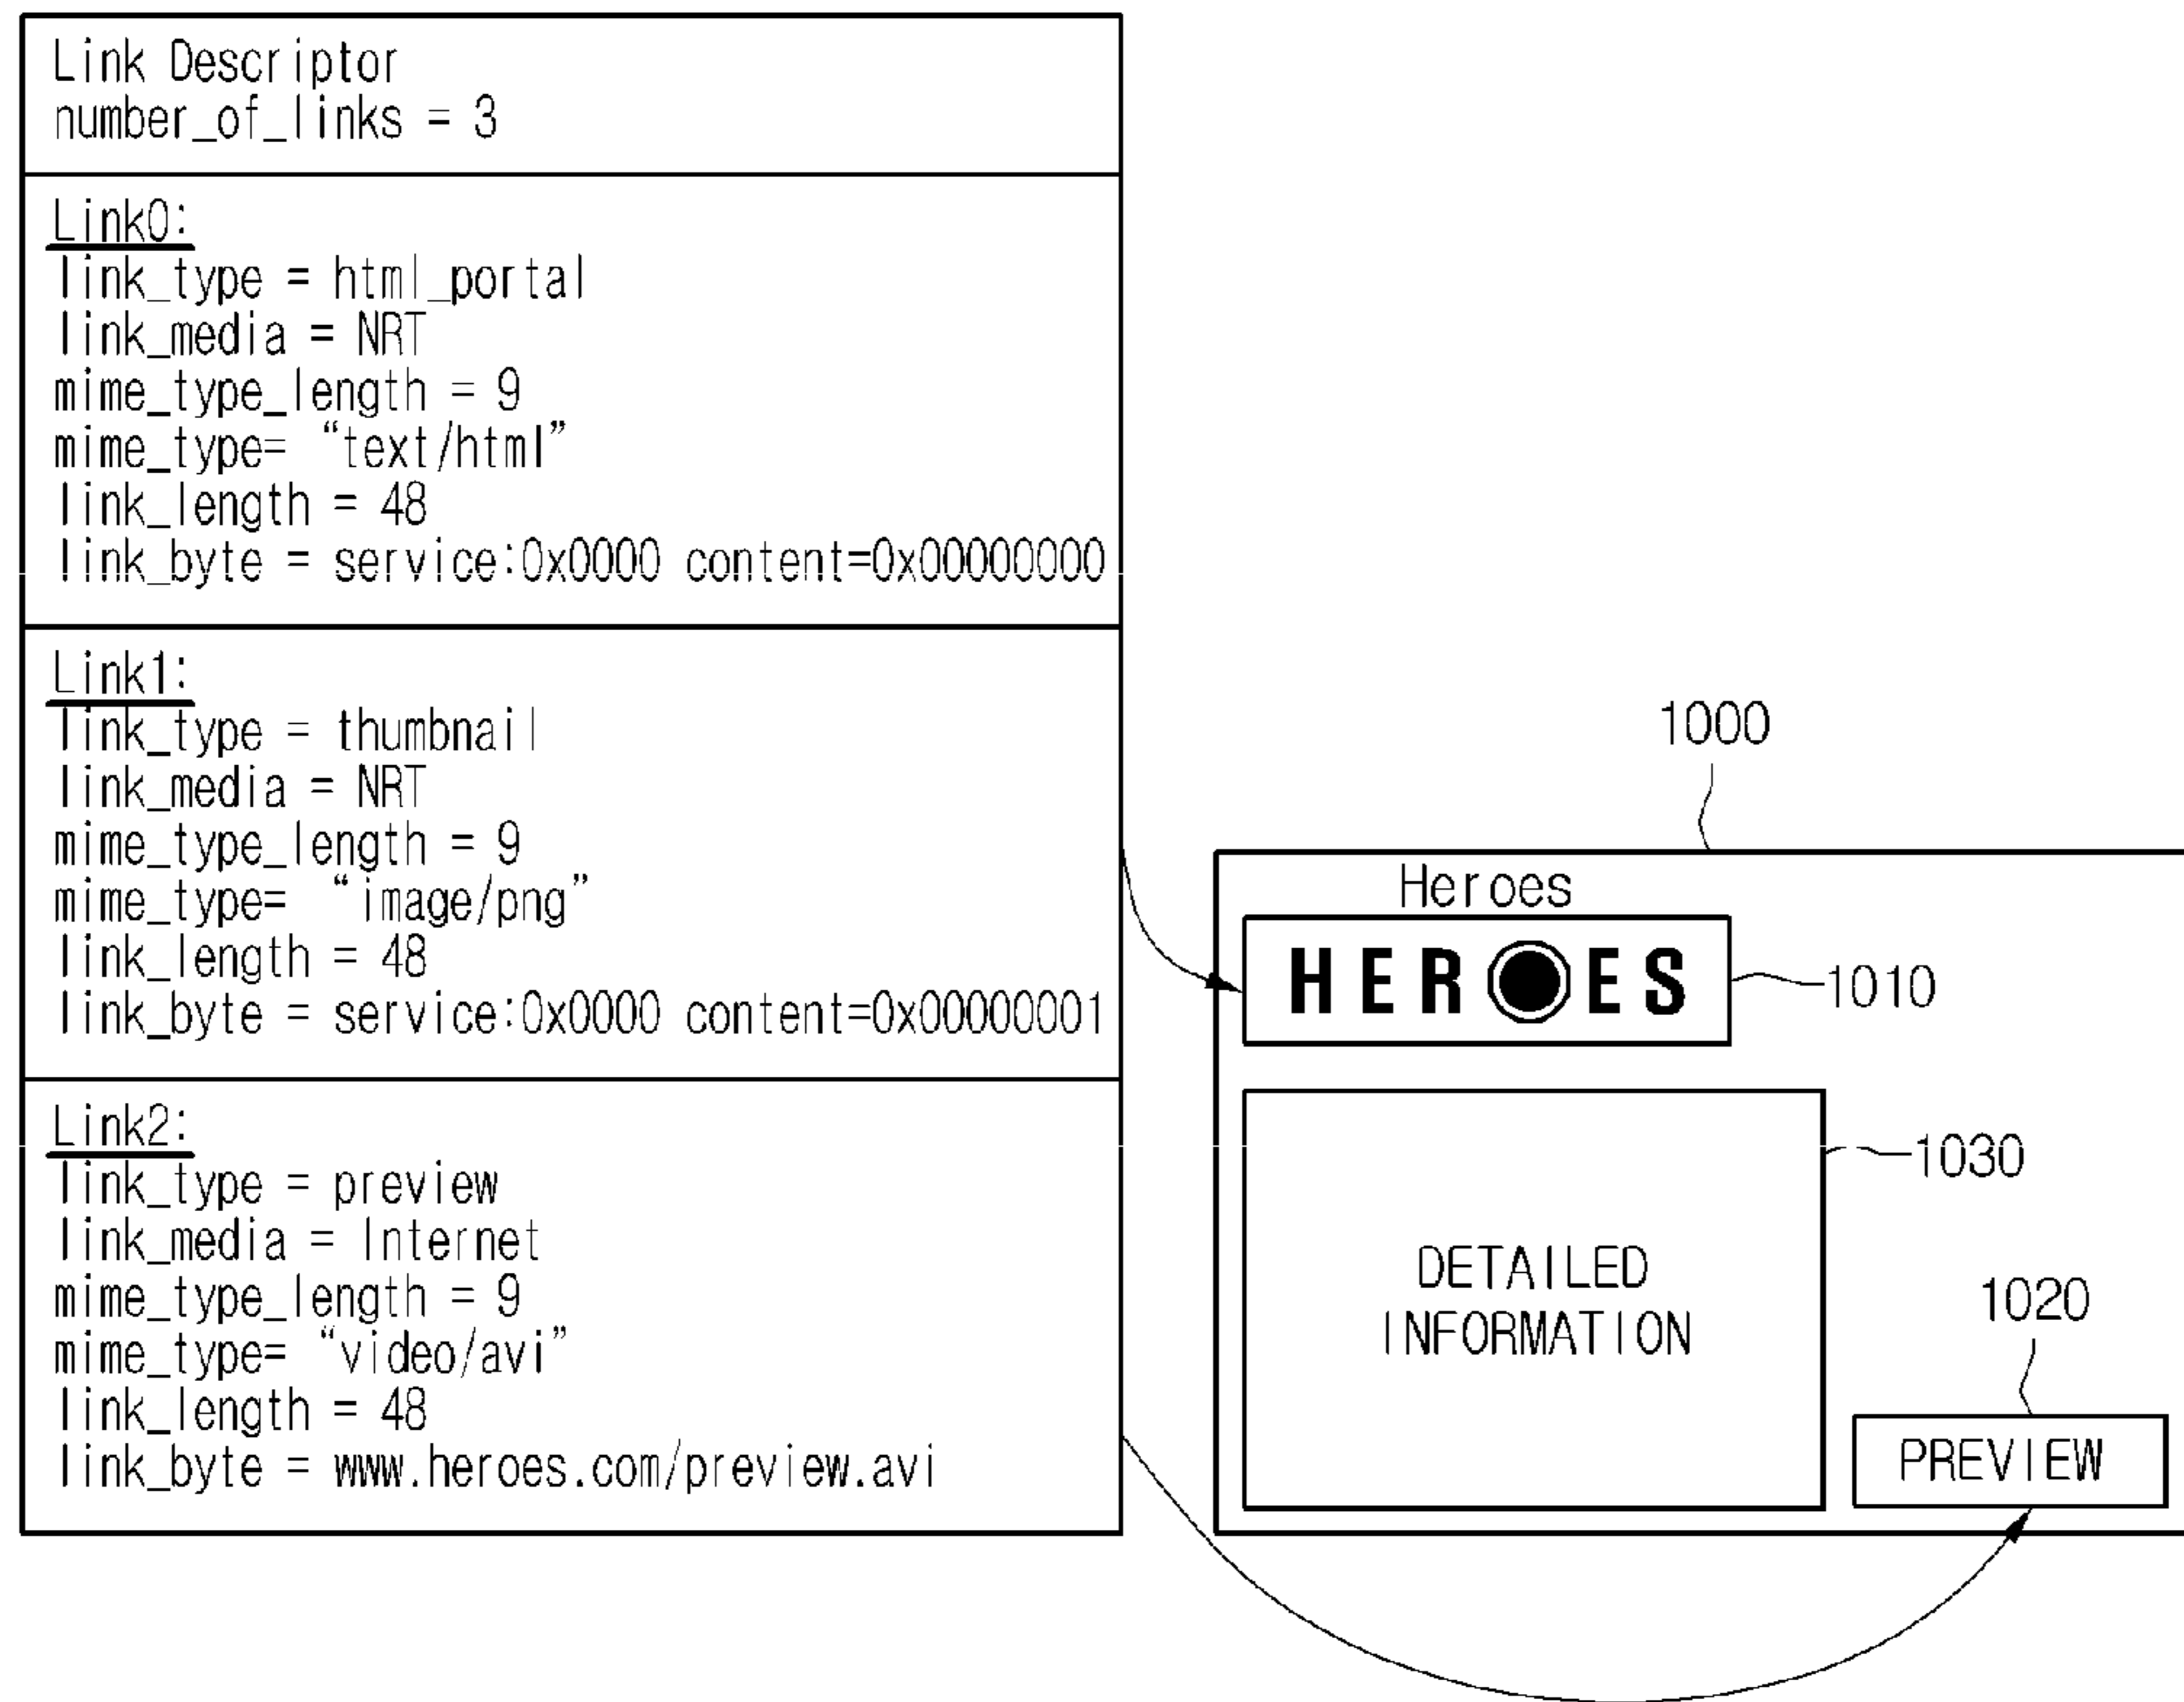 Link Descriptor
number_of_links = 3
Link0:
link_type = html_portal
link_media = NRT
mime_type_length = 9
mime_type= “text/html”
link_length = 48
link_byte = service:0x0000 content=0x00000000
Link1:
link_type = thumbnail
link_media = NRT
mime_type_length = 9
mime_type= “image/png”
link_length = 48
link_byte = service:0x0000 content=0x00000001
Link2:
link_type = preview
link_media = Internet
mime_type_length = 9
mime_type= “video/avi”
link_length = 48
link_byte = www.heroes.com/preview.avi
1000
Heroes
HEROES
1010
1030
DETAILED
INFORMATION
1020
PREVIEW